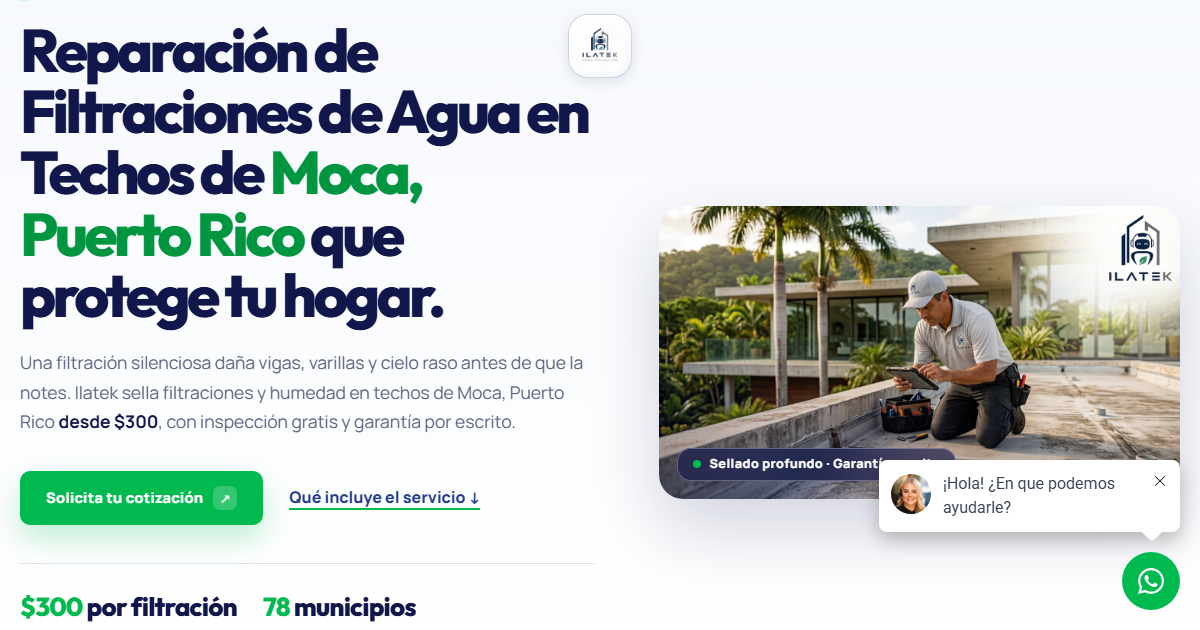 Reparación de
Filtraciones de Agua en
Techos de Moca,
Puerto Rico que
protege tu hogar.
Una filtración silenciosa daña vigas, varillas y cielo raso antes de que la
notes. Ilatek sella filtraciones y humedad en techos de Moca, Puerto
Rico desde $300, con inspección gratis y garantía por escrito.
Solicita tu cotización ↗
Qué incluye el servicio ↓
$300 por filtración
78 municipios
ILATEK
ILATEK
Sellado profundo · Garantí
¡Hola! ¿En que podemos
ayudarle?